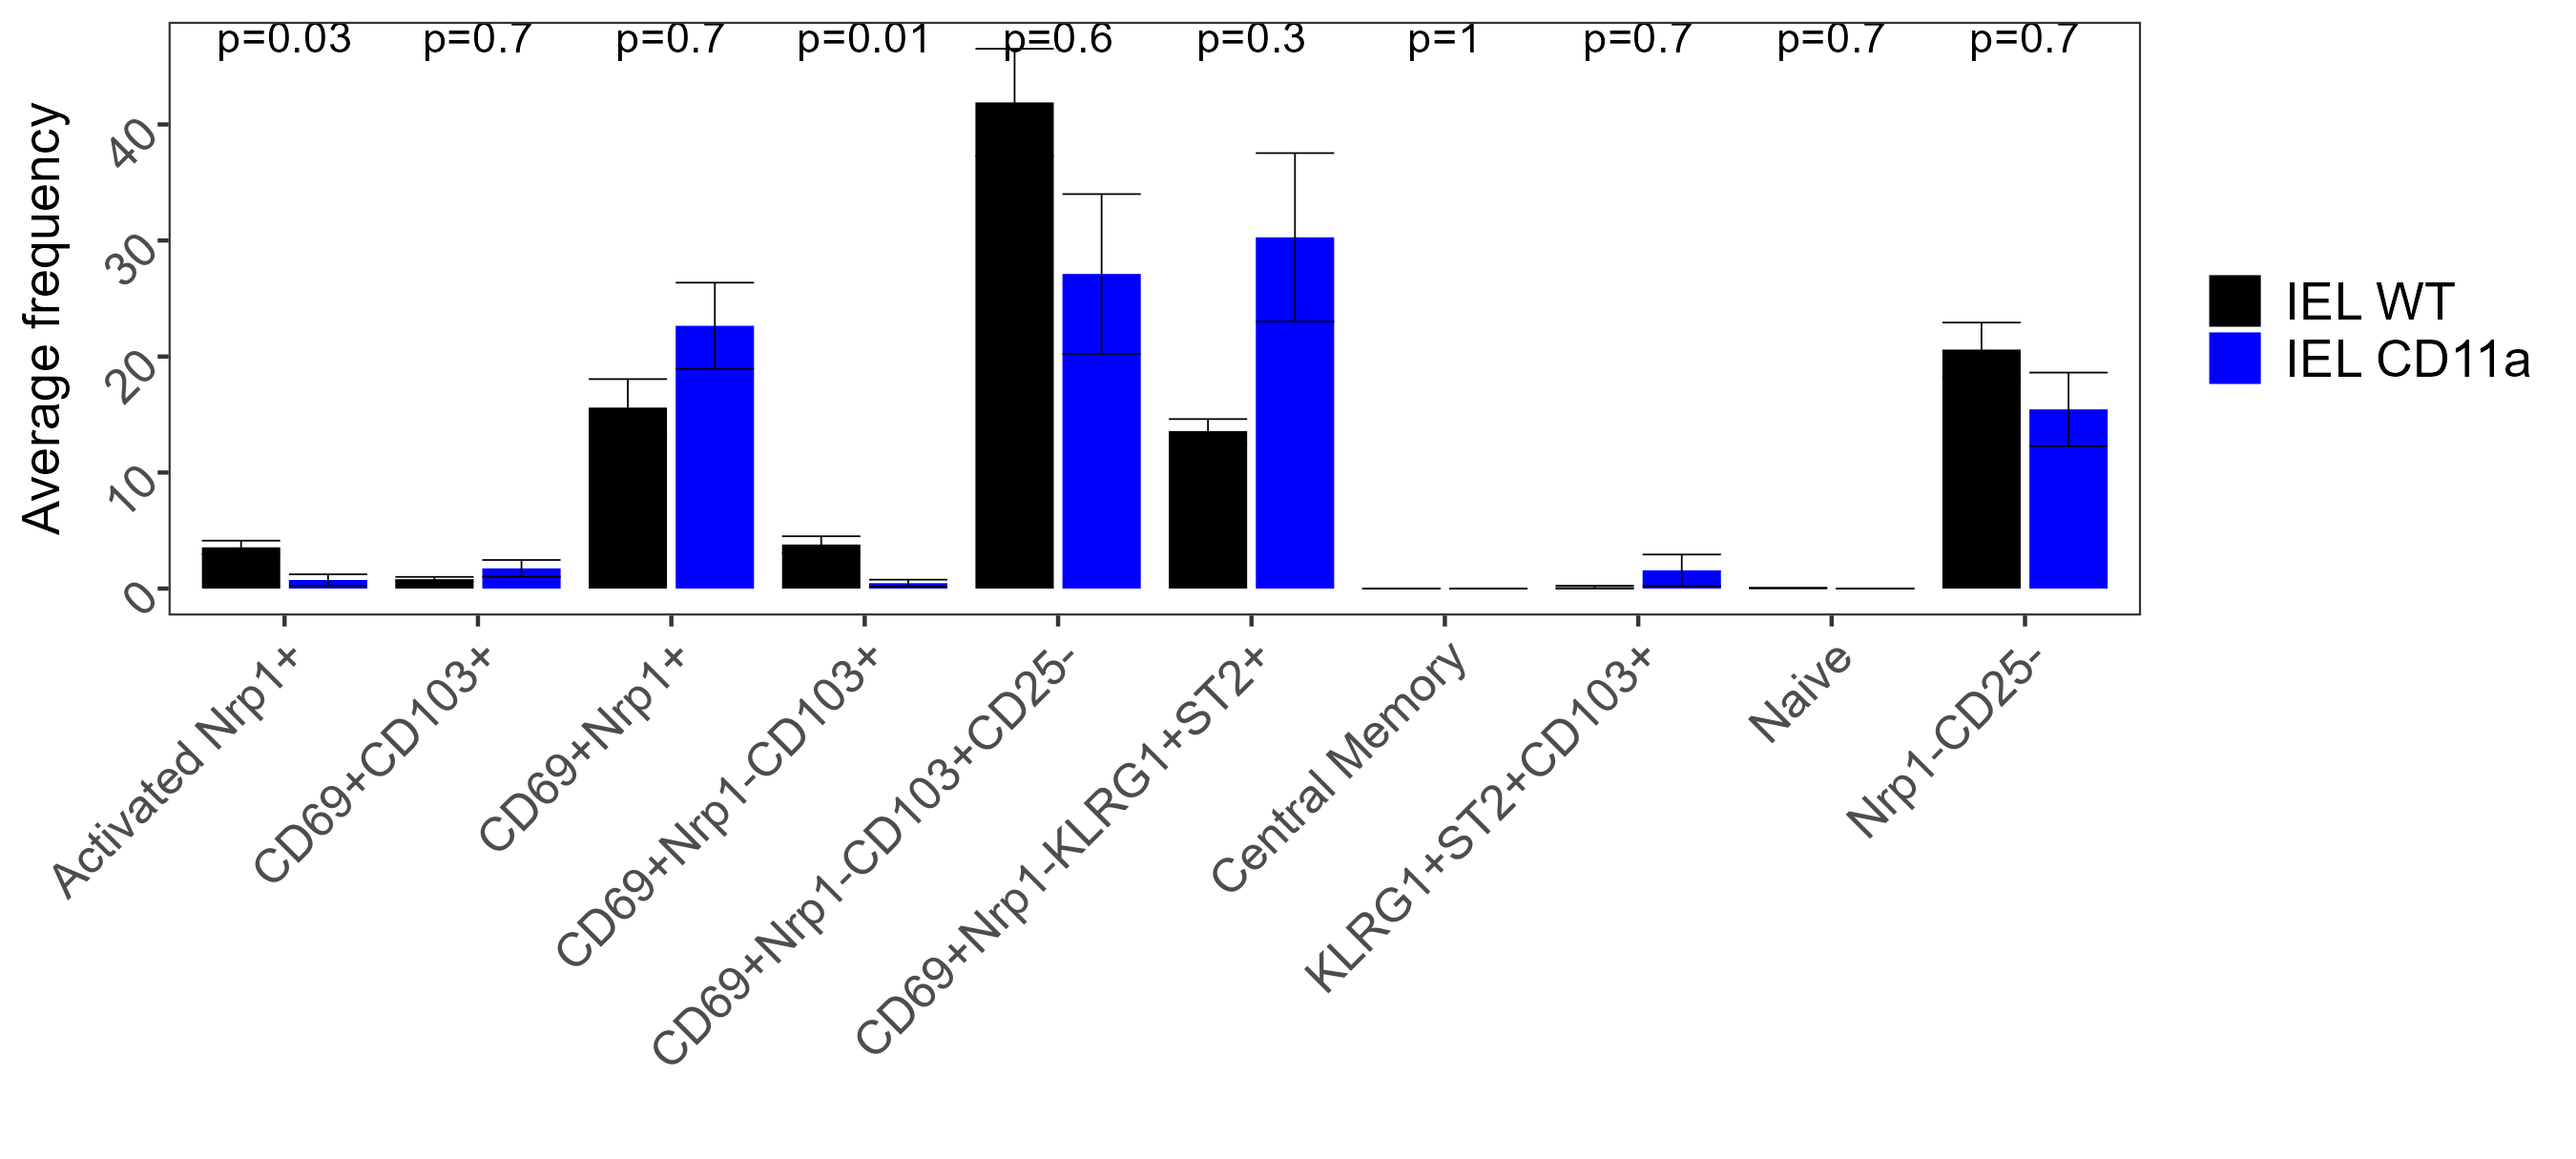 p=0.03 p=0.7 p=0.7 p=0.01 p=0.6 p=0.3 p=1 p=0.7 p=0.7 p=0.7
Average frequency
40
30
20
10
0
Activated Nrp1+
CD69+CD103+
CD69+Nrp1+
CD69+Nrp1-CD103+
CD69+Nrp1-CD103+CD25-
CD69+Nrp1-KLRG1+ST2+
Central Memory
KLRG1+ST2+CD103+
Naive
Nrp1-CD25-
IEL WT
IEL CD11a